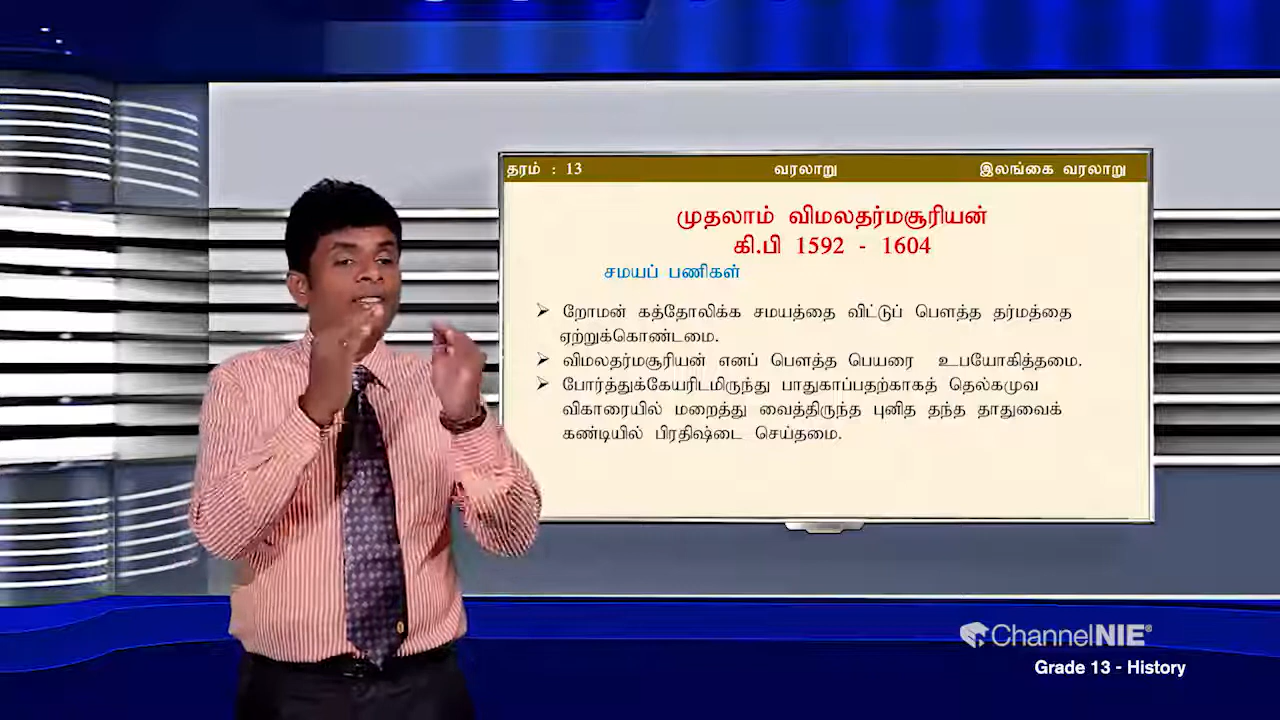 தரம் : 13 வரலாறு இலங்கை வரலாறு
முதலாம் விமலதர்மசூரியன்
கி.பி 1592 - 1604
சமயப் பணிகள்
➢ றோமன் கத்தோலிக்க சமயத்தை விட்டுப் பௌத்த தர்மத்தை
ஏற்றுக்கொண்டமை.
➢ விமலதர்மசூரியன் எனப் பௌத்த பெயரை உபயோகித்தமை.
➢ போர்த்துக்கேயரிடமிருந்து பாதுகாப்பதற்காகத் தெல்கமுவ
விகாரையில் மறைத்து வைத்திருந்த புனித தந்த தாதுவைக்
கண்டியில் பிரதிஷ்டை செய்தமை.
ChannelNIE®
Grade 13 - History